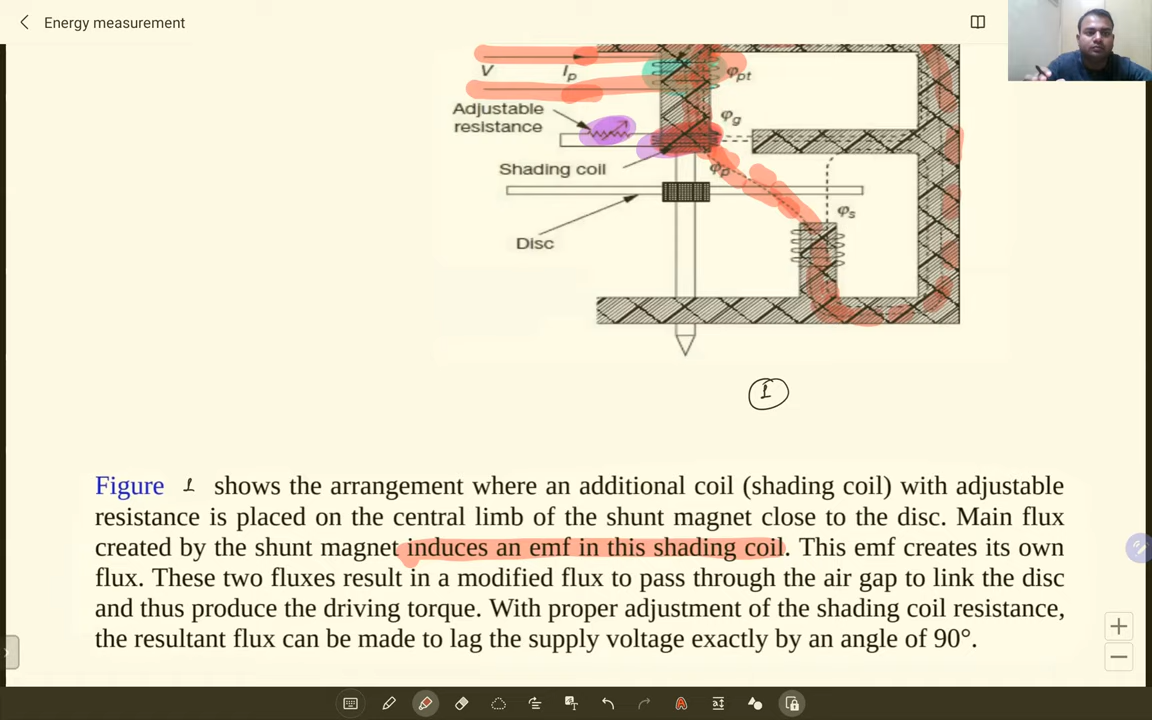 Energy measurement
V
Ip
φpt
Adjustable
resistance
φg
Shading coil
φp
φs
Disc
1
Figure 1 shows the arrangement where an additional coil (shading coil) with adjustable
resistance is placed on the central limb of the shunt magnet close to the disc. Main flux
created by the shunt magnet induces an emf in this shading coil. This emf creates its own
flux. These two fluxes result in a modified flux to pass through the air gap to link the disc
and thus produce the driving torque. With proper adjustment of the shading coil resistance,
the resultant flux can be made to lag the supply voltage exactly by an angle of 90°.